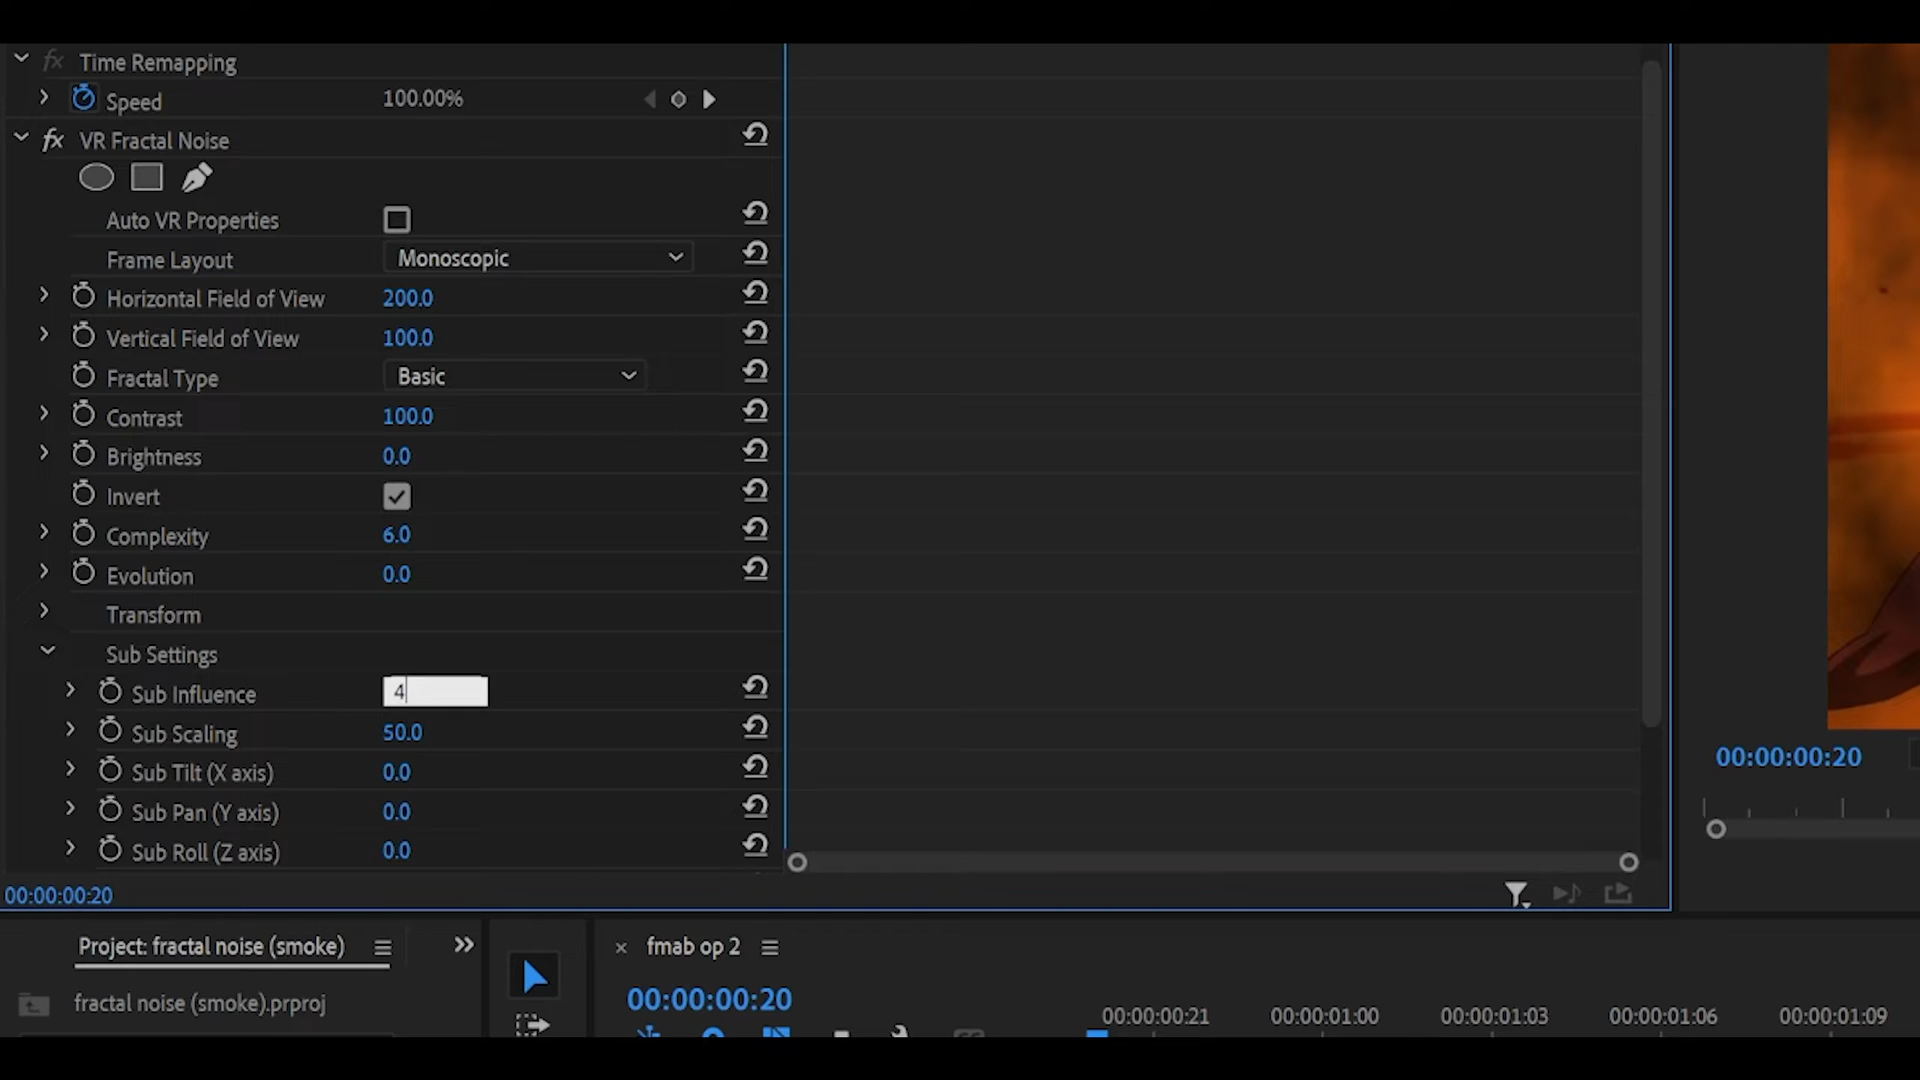 fx Time Remapping
Speed 100.00%
fx VR Fractal Noise
Auto VR Properties
Frame Layout Monoscopic
Horizontal Field of View 200.0
Vertical Field of View 100.0
Fractal Type Basic
Contrast 100.0
Brightness 0.0
Invert
Complexity 6.0
Evolution 0.0
Transform
Sub Settings
Sub Influence 4
Sub Scaling 50.0
Sub Tilt (X axis) 0.0
Sub Pan (Y axis) 0.0
Sub Roll (Z axis) 0.0
00:00:00:20
00:00:00:20
Project: fractal noise (smoke)
fractal noise (smoke).prproj
× fmab op 2
00:00:00:20
00:00:00:21 00:00:01:00 00:00:01:03 00:00:01:06 00:00:01:09